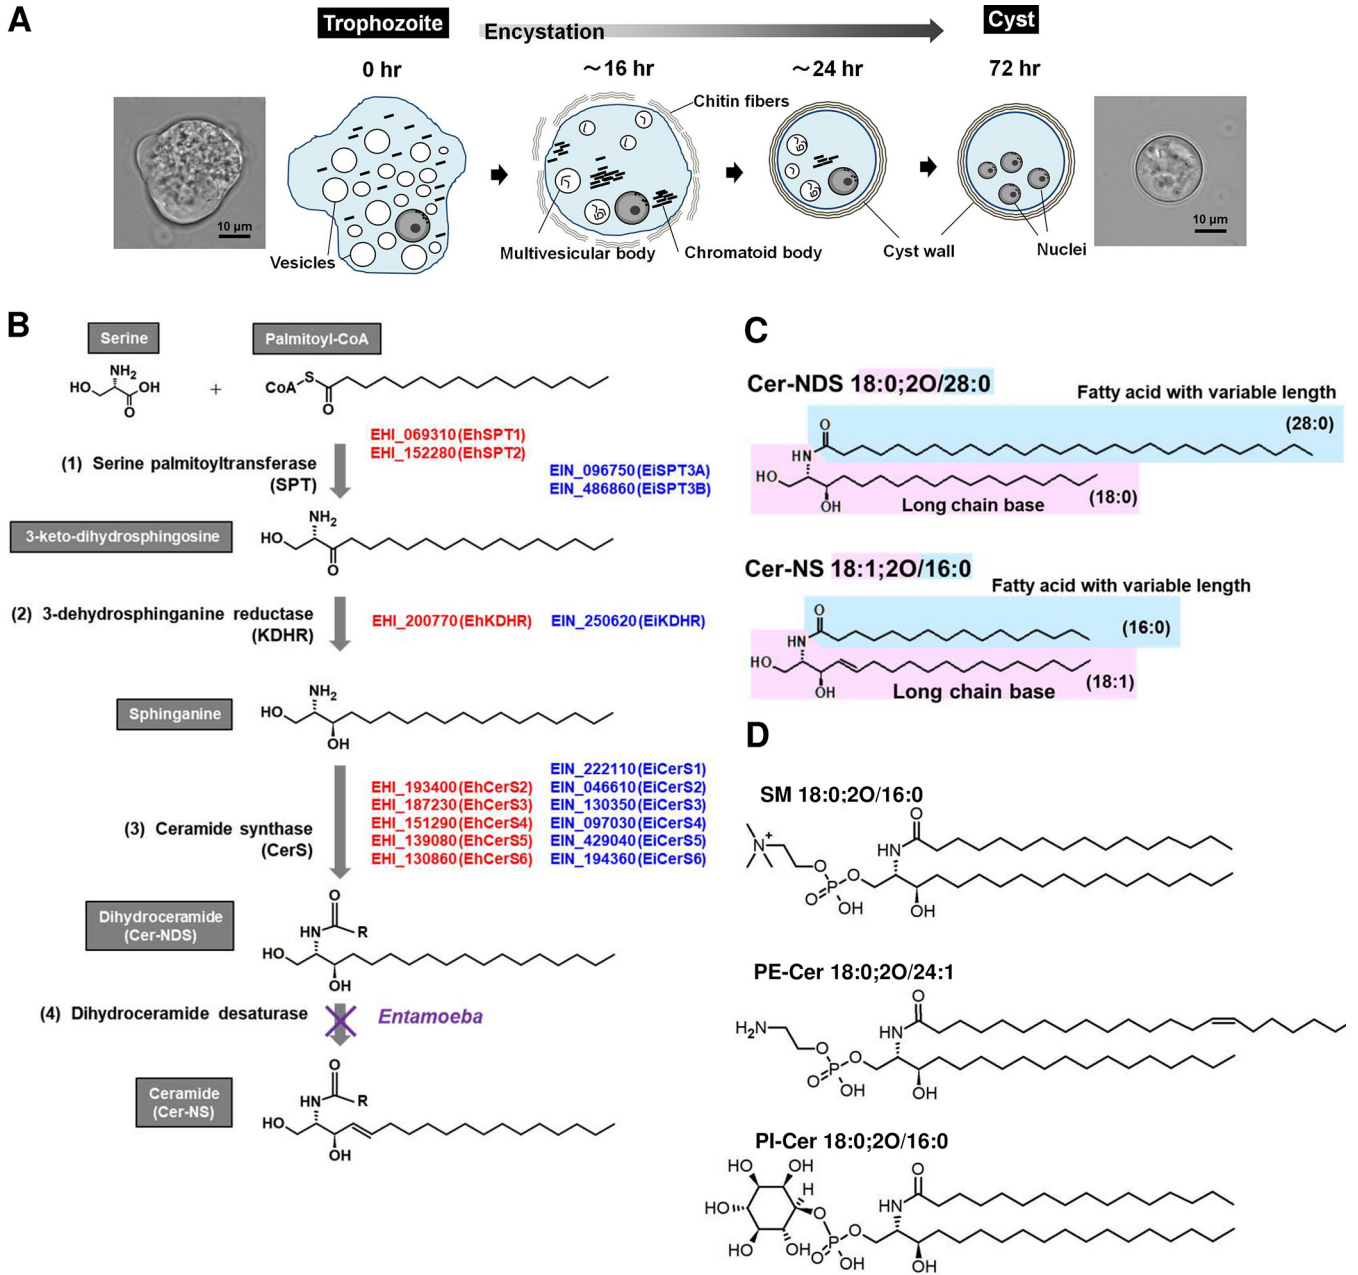 A
Trophozoite
Encystation
Cyst
0 hr
~16 hr
~24 hr
72 hr
Chitin fibers
10 µm
10 µm
Vesicles
Multivesicular body
Chromatoid body
Cyst wall
Nuclei
B
Serine
Palmitoyl-CoA
NH2
HO
OH
O
+
CoA
S
O
(1) Serine palmitoyltransferase
(SPT)
EHI_069310(EhSPT1)
EHI_152280(EhSPT2)
EIN_096750(EiSPT3A)
EIN_486860(EiSPT3B)
3-keto-dihydrosphingosine
NH2
HO
O
(2) 3-dehydrosphinganine reductase
(KDHR)
EHI_200770(EhKDHR)
EIN_250620(EiKDHR)
Sphinganine
NH2
HO
OH
(3) Ceramide synthase
(CerS)
EHI_193400(EhCerS2)
EHI_187230(EhCerS3)
EHI_151290(EhCerS4)
EHI_139080(EhCerS5)
EHI_130860(EhCerS6)
EIN_222110(EiCerS1)
EIN_046610(EiCerS2)
EIN_130350(EiCerS3)
EIN_097030(EiCerS4)
EIN_429040(EiCerS5)
EIN_194360(EiCerS6)
Dihydroceramide
(Cer-NDS)
O
HN
R
HO
OH
(4) Dihydroceramide desaturase
Entamoeba
Ceramide
(Cer-NS)
O
HN
R
HO
OH
C
Cer-NDS 18:0;2O/28:0
Fatty acid with variable length
(28:0)
O
HN
HO
OH
Long chain base
(18:0)
Cer-NS 18:1;2O/16:0
Fatty acid with variable length
(16:0)
O
HN
HO
OH
Long chain base
(18:1)
D
SM 18:0;2O/16:0
O
N+
HN
O
O
P
O
OH
OH
PE-Cer 18:0;2O/24:1
O
H2N
HN
O
O
P
O
OH
OH
PI-Cer 18:0;2O/16:0
HO
OH
O
H
HO
HN
O
O
P
HO
OH
O
OH
OH